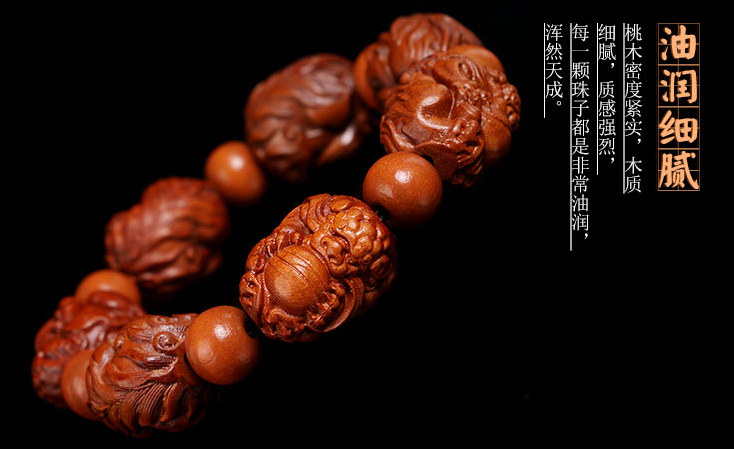 油润细腻
桃木密度紧实，木质
细腻，质感强烈，
每一颗珠子都是非常油润，
浑然天成。